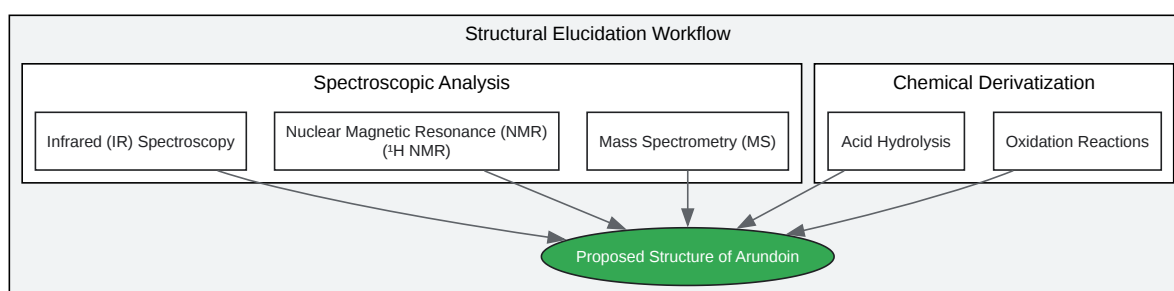 Structural Elucidation Workflow
Spectroscopic Analysis
Chemical Derivatization
Infrared (IR) Spectroscopy
Nuclear Magnetic Resonance (NMR)
(¹H NMR)
Mass Spectrometry (MS)
Acid Hydrolysis
Oxidation Reactions
Proposed Structure of Arundoin